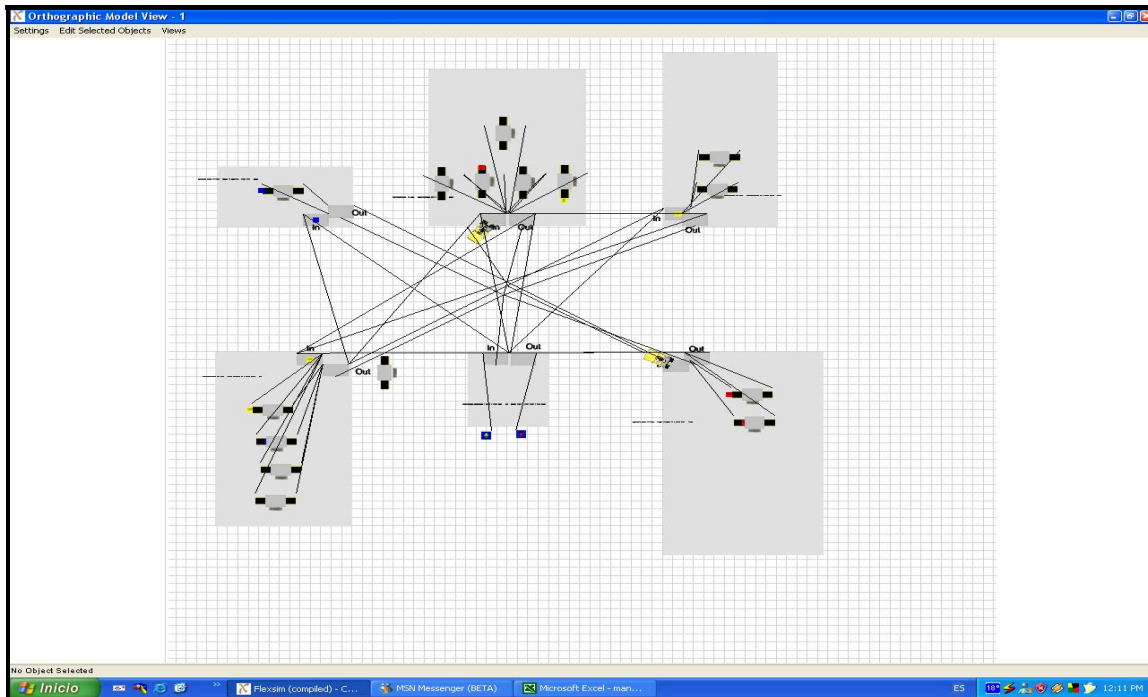 Orthographic Model View - 1
Settings Edit Selected Objects Views
Out
In
In Out
In
Out
In
Out
In Out
Out
No Object Selected
Inicio
Flexsim (compiled) - C...
MSN Messenger (BETA)
Microsoft Excel - man...
ES
18°
12:11 PM